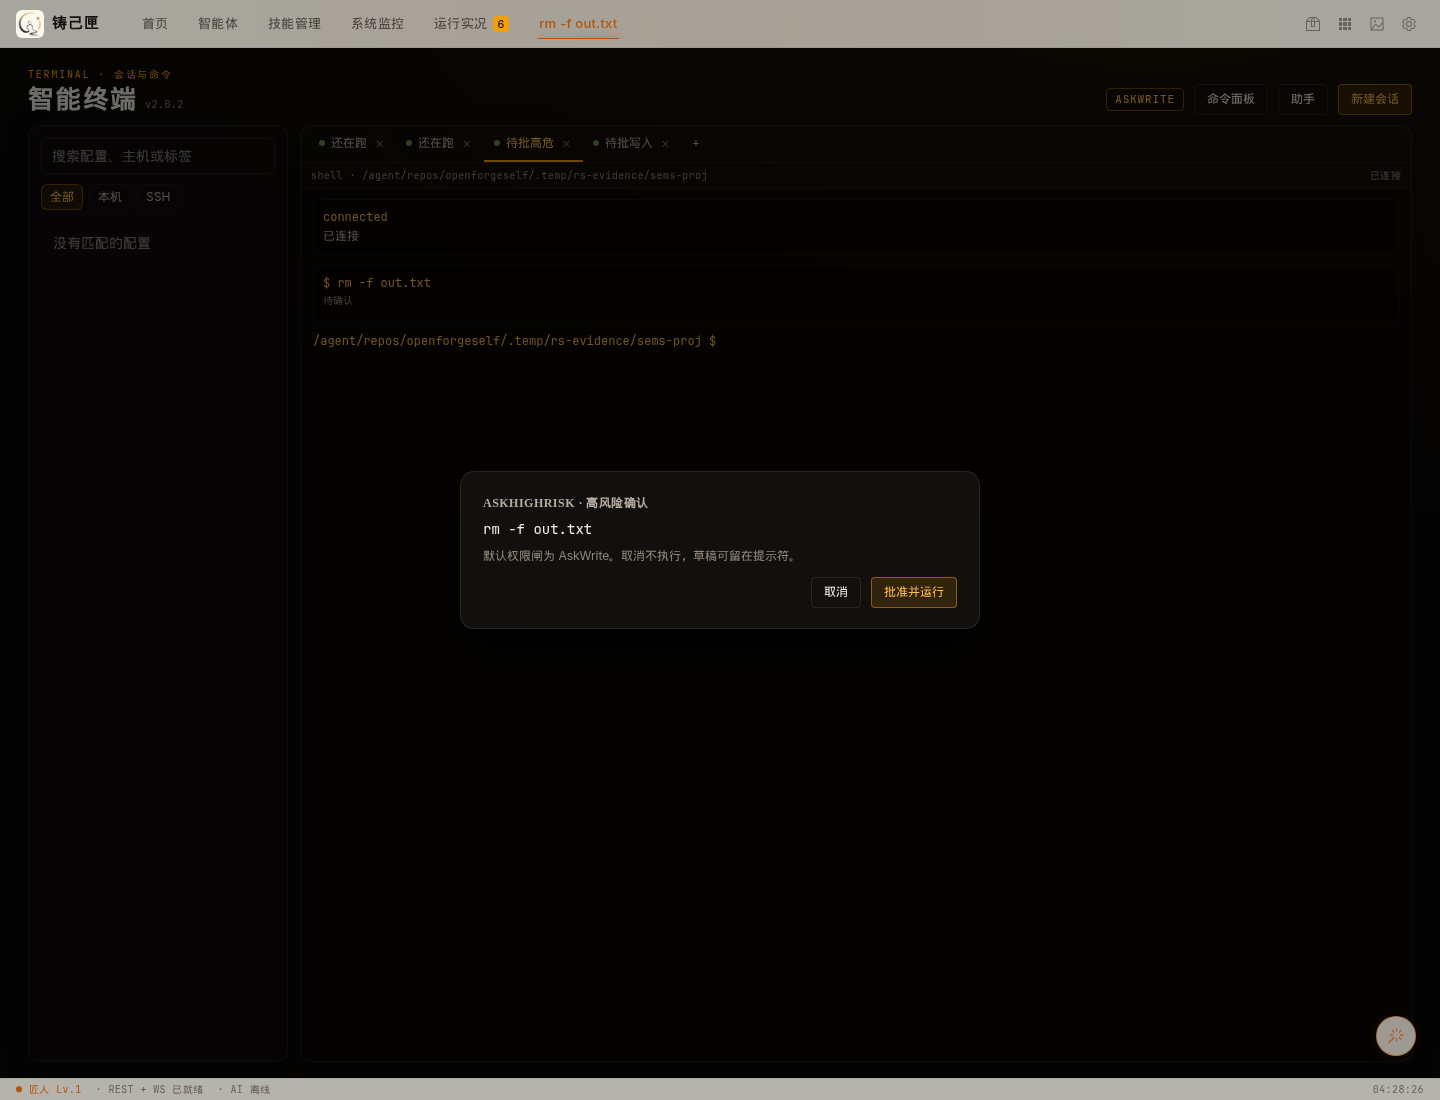 铸己匣 首页 智能体 技能管理 系统监控 运行实况 6 rm -f out.txt
TERMINAL · 会话与命令
智能终端 v2.0.2
ASKWRITE 命令面板 助手 新建会话
搜索配置、主机或标签
全部 本机 SSH
没有匹配的配置
还在跑 × 还在跑 × 待批高危 × 待批写入 × +
shell · /agent/repos/openforgeself/.temp/rs-evidence/sems-proj 已连接
connected
已连接
$ rm -f out.txt
待确认
/agent/repos/openforgeself/.temp/rs-evidence/sems-proj $
ASKHIGHRISK · 高风险确认
rm -f out.txt
默认权限闸为 AskWrite。取消不执行，草稿可留在提示符。
取消 批准并运行
匠人 Lv.1 · REST + WS 已就绪 · AI 离线 04:28:26